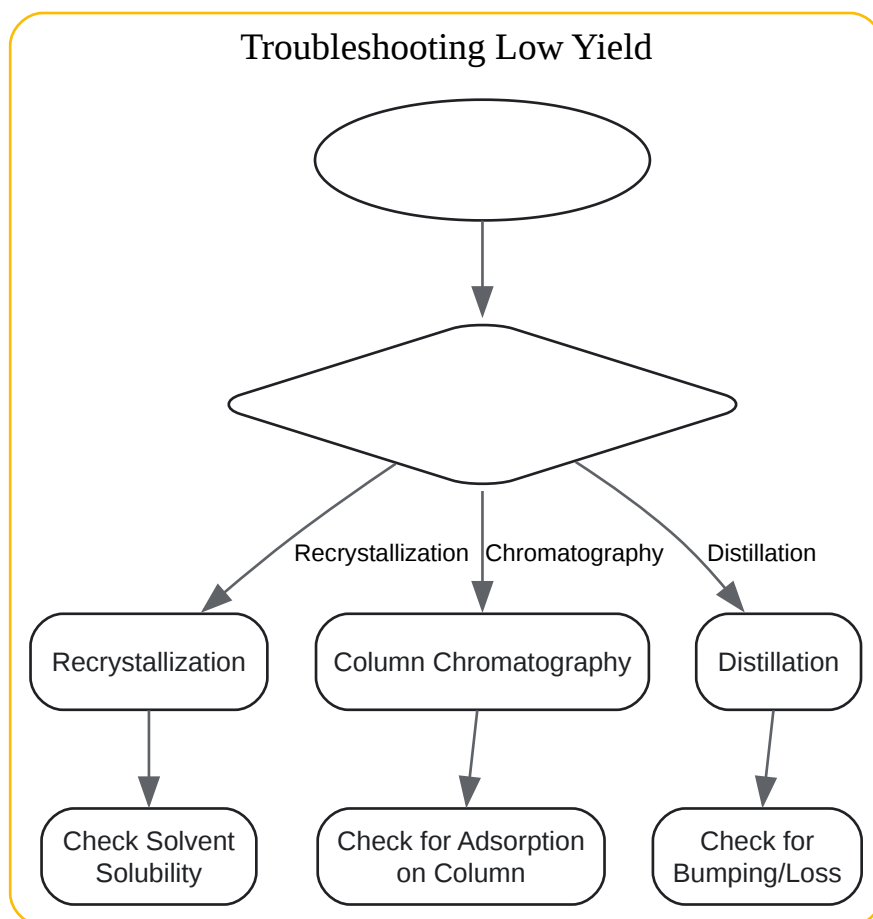 Troubleshooting Low Yield
Recrystallization
Chromatography
Distillation
Recrystallization
Column Chromatography
Distillation
Check Solvent
Solubility
Check for Adsorption
on Column
Check for
Bumping/Loss